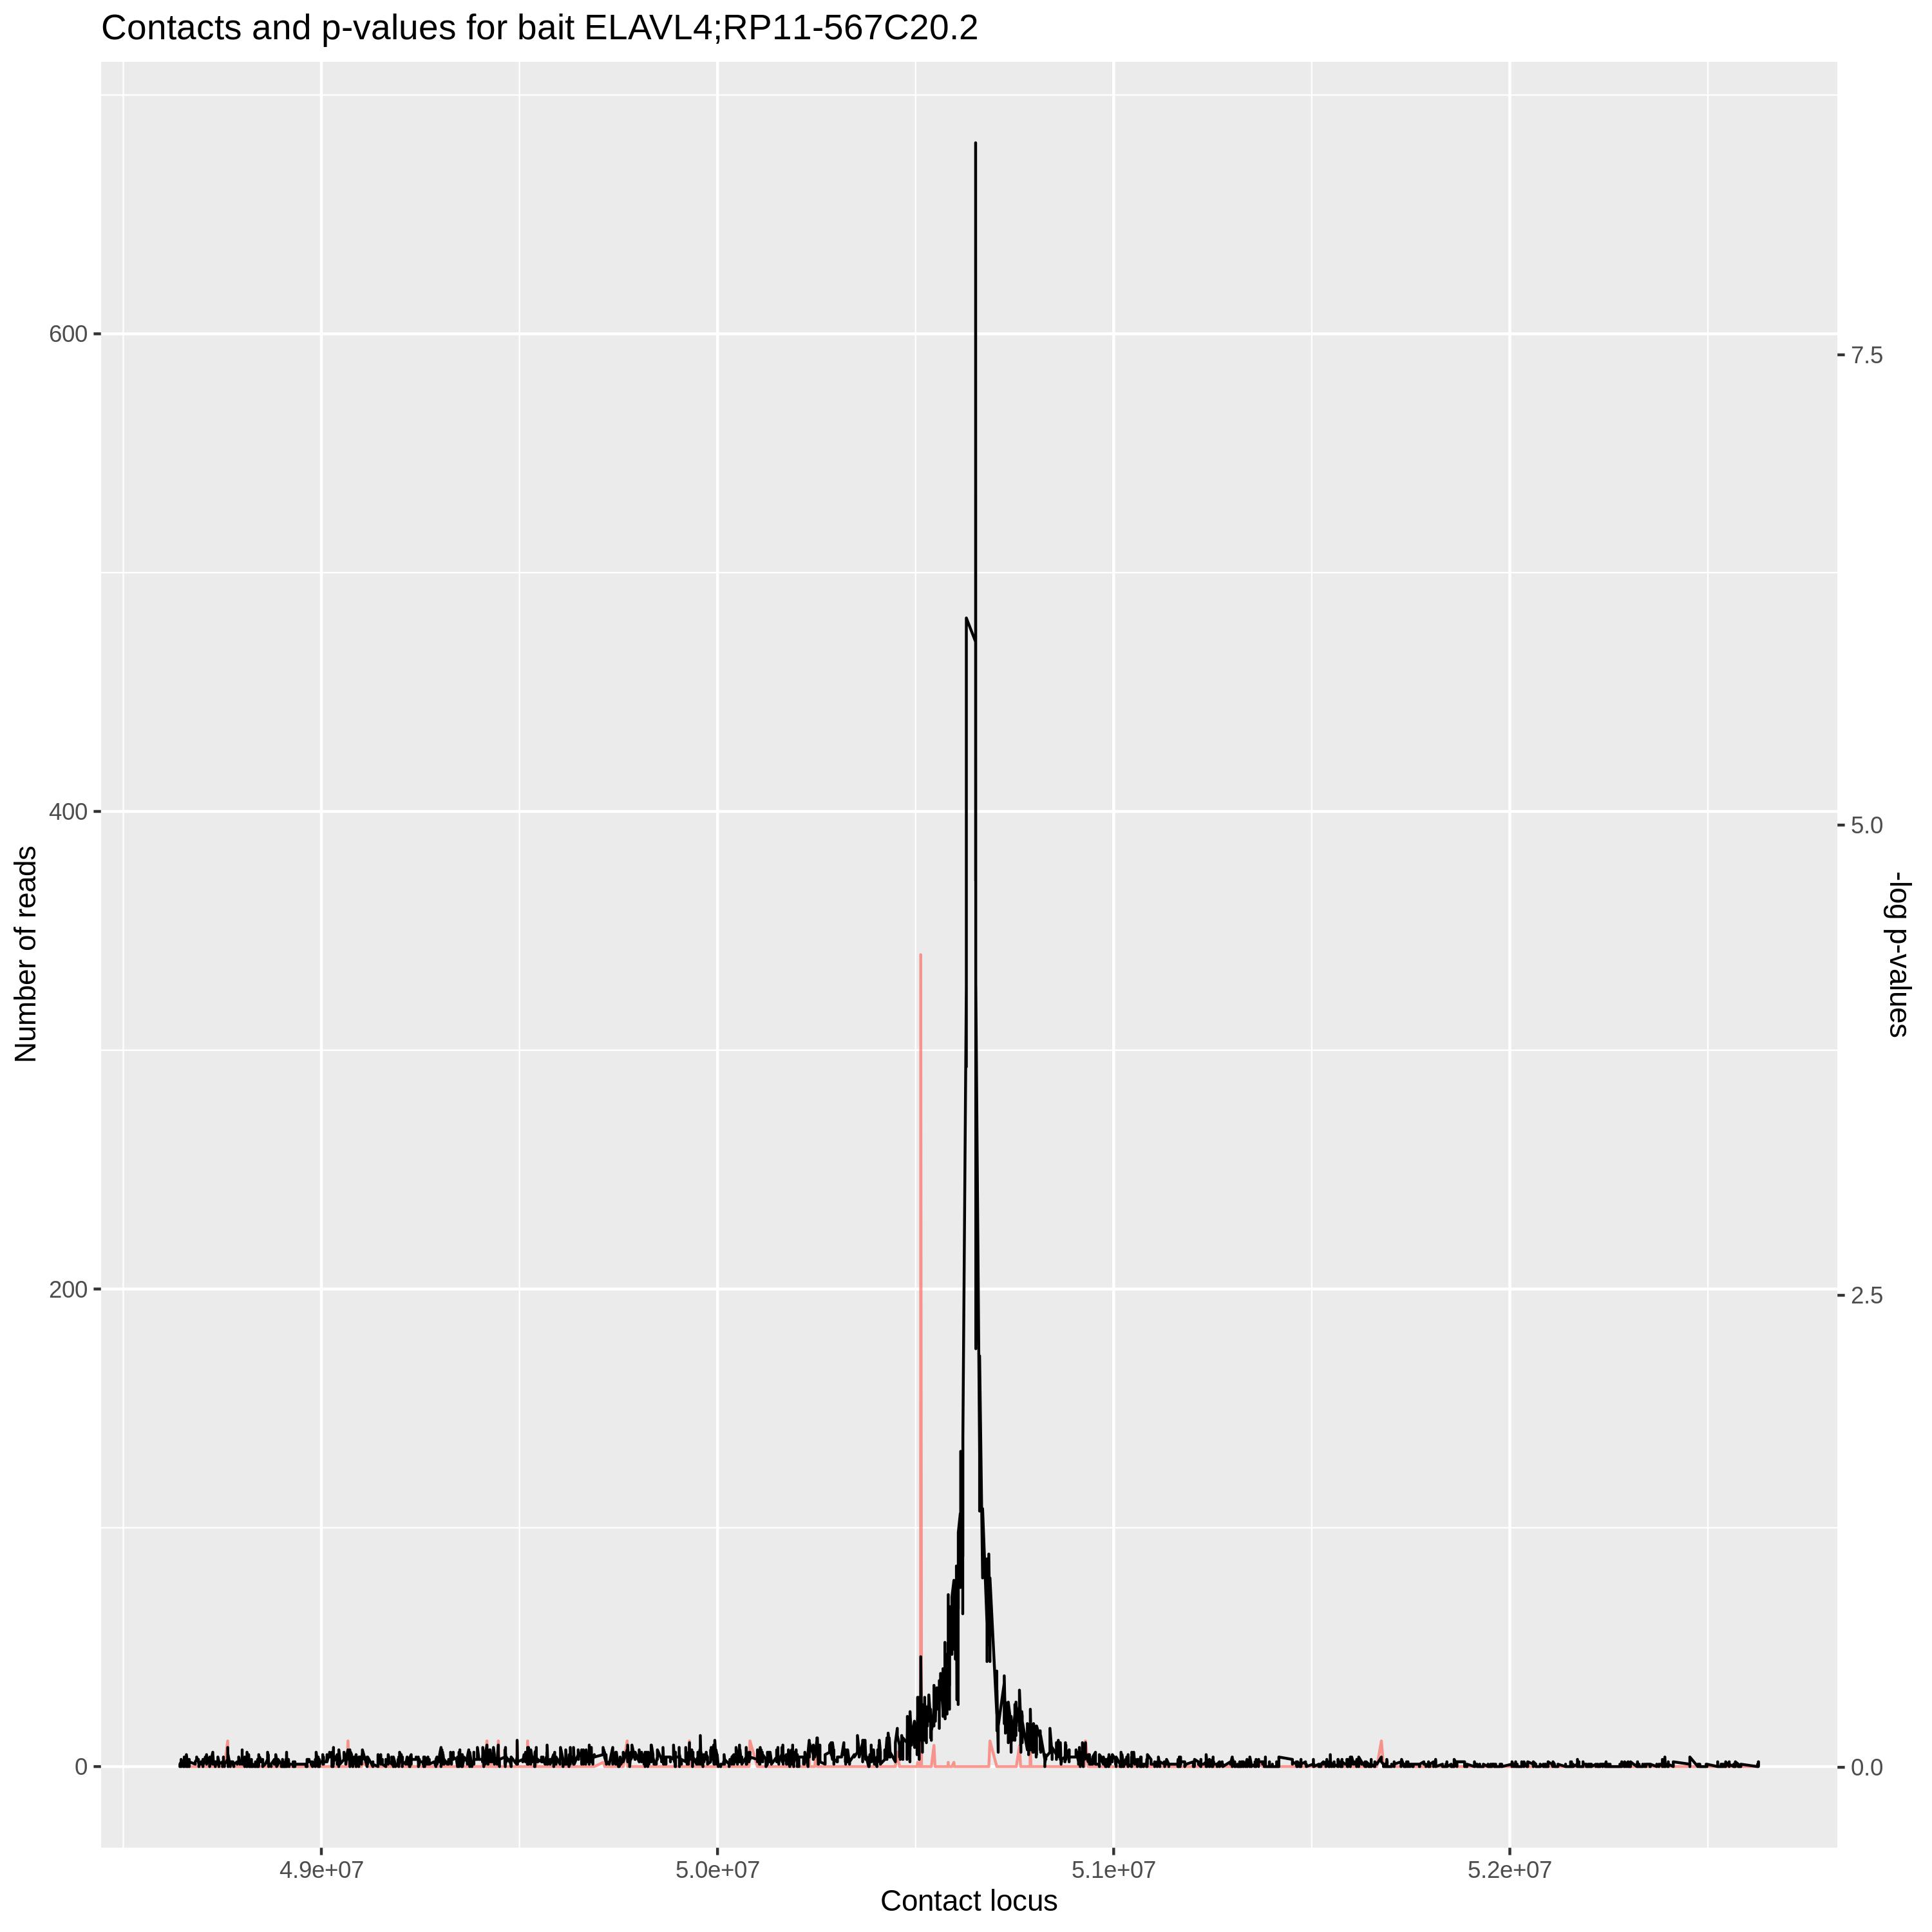 Contacts and p-values for bait ELAVL4;RP11-567C20.2
600
400
200
0
Number of reads
7.5
5.0
2.5
0.0
-log p-values
4.9e+07
5.0e+07
5.1e+07
5.2e+07
Contact locus